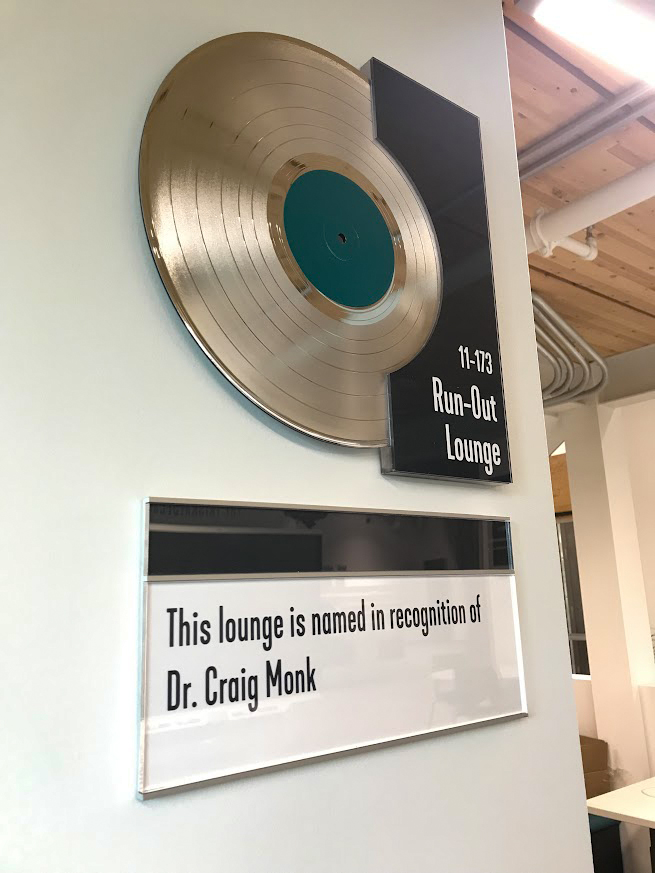 11-173
Run-Out
Lounge
This lounge is named in recognition of
Dr. Craig Monk